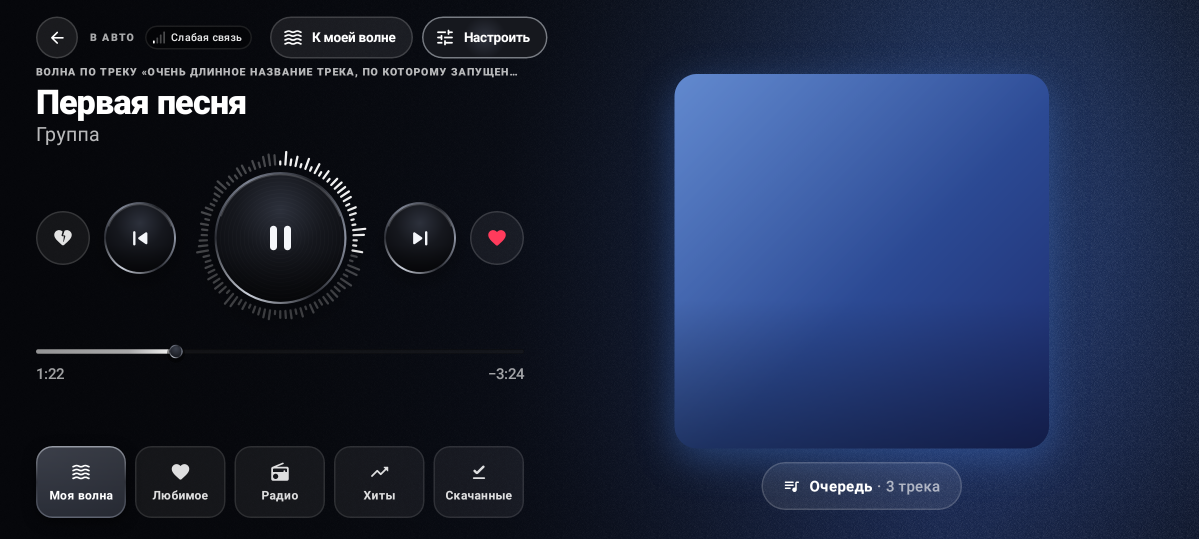 В АВТО
Слабая связь
К моей волне
Настроить
ВОЛНА ПО ТРЕКУ «ОЧЕНЬ ДЛИННОЕ НАЗВАНИЕ ТРЕКА, ПО КОТОРОМУ ЗАПУЩЕН…
Первая песня
Группа
1:22
−3:24
Моя волна
Любимое
Радио
Хиты
Скачанные
Очередь · 3 трека